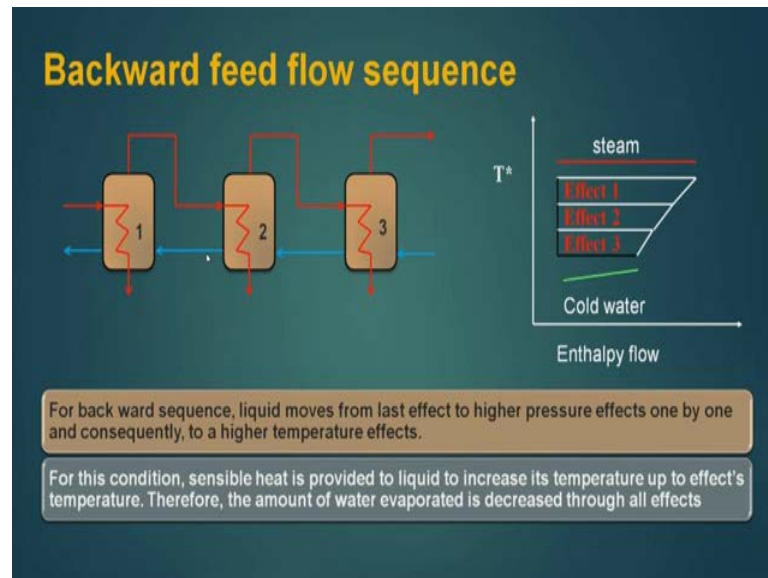 Backward feed flow sequence
1
2
3
T*
steam
Effect 1
Effect 2
Effect 3
Cold water
Enthalpy flow
For back ward sequence, liquid moves from last effect to higher pressure effects one by one
and consequently, to a higher temperature effects.
For this condition, sensible heat is provided to liquid to increase its temperature up to effect's
temperature. Therefore, the amount of water evaporated is decreased through all effects